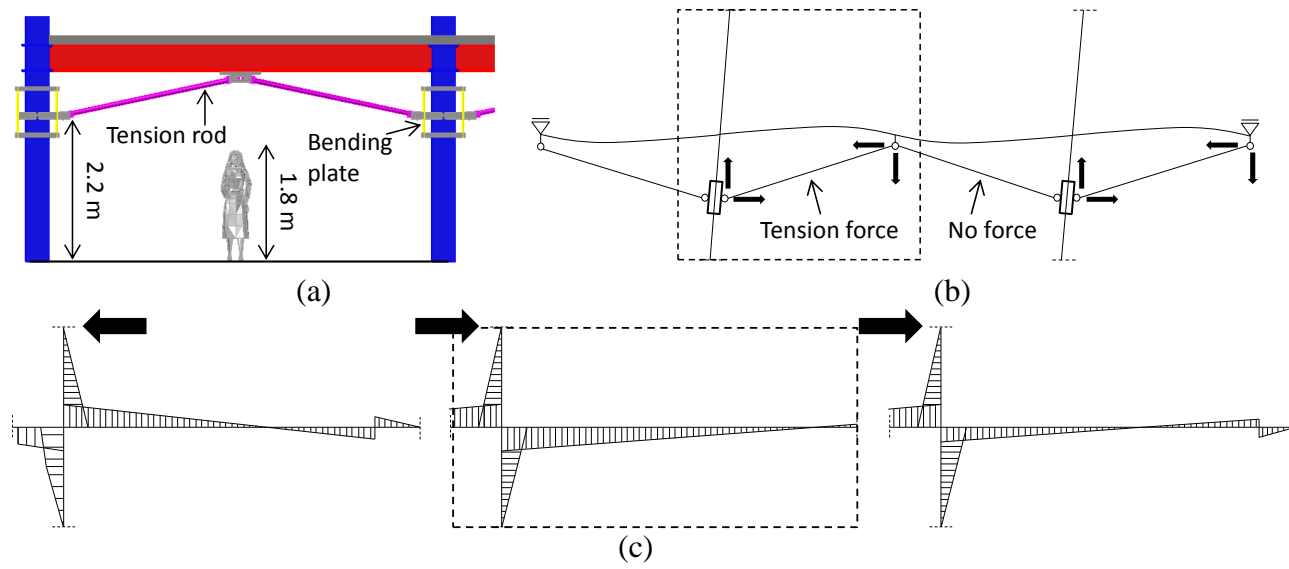 Tension rod
Bending
plate
2.2 m
1.8 m
(a)
Tension force
No force
(b)
(c)